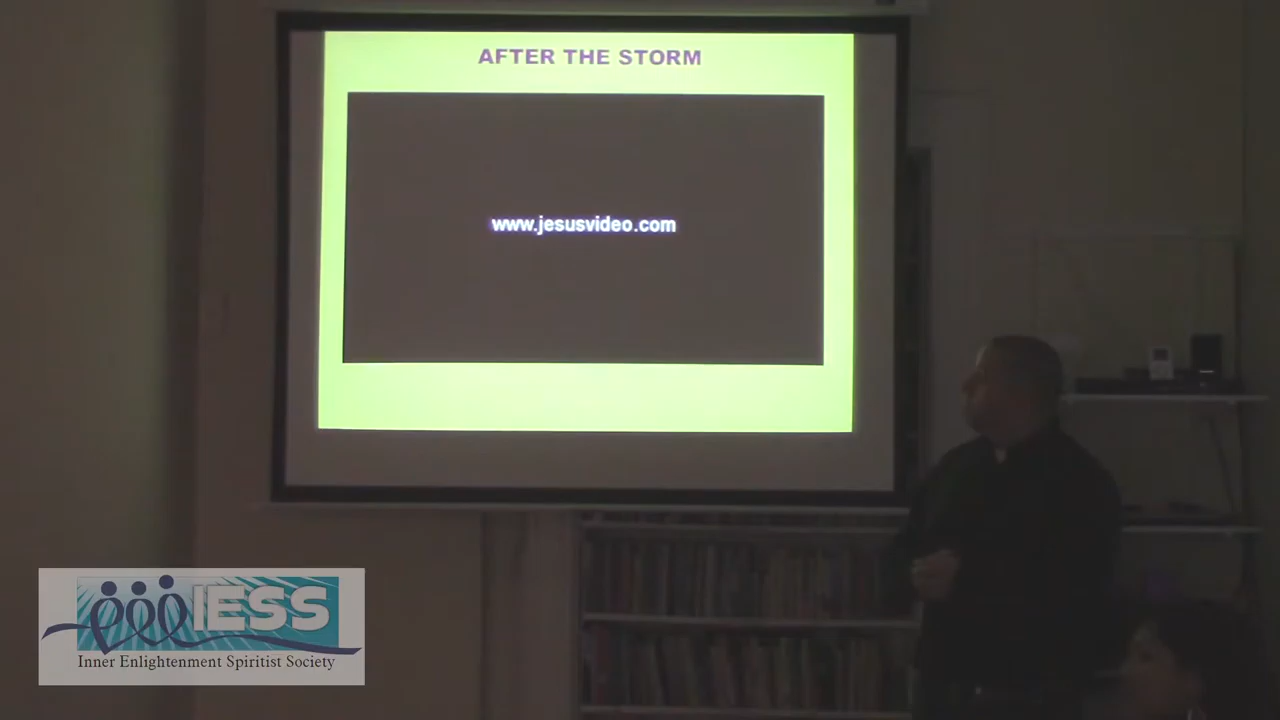 AFTER THE STORM
www.jesusvideo.com
IESS
Inner Enlightenment Spiritist Society